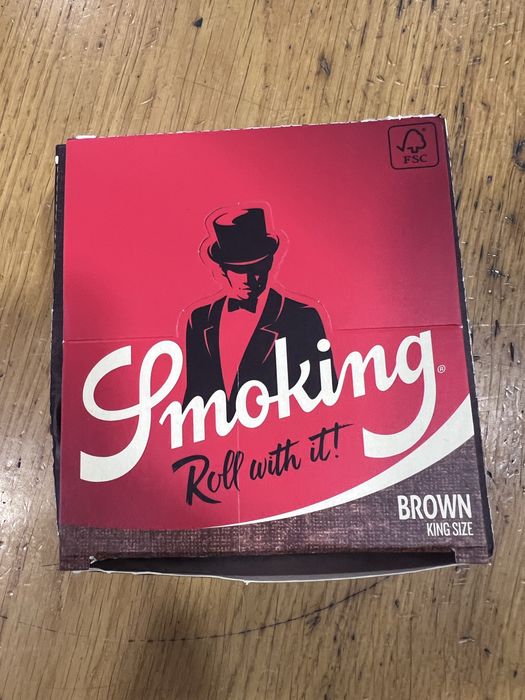 FSC
Smoking®
Roll with it!
BROWN
KING SIZE